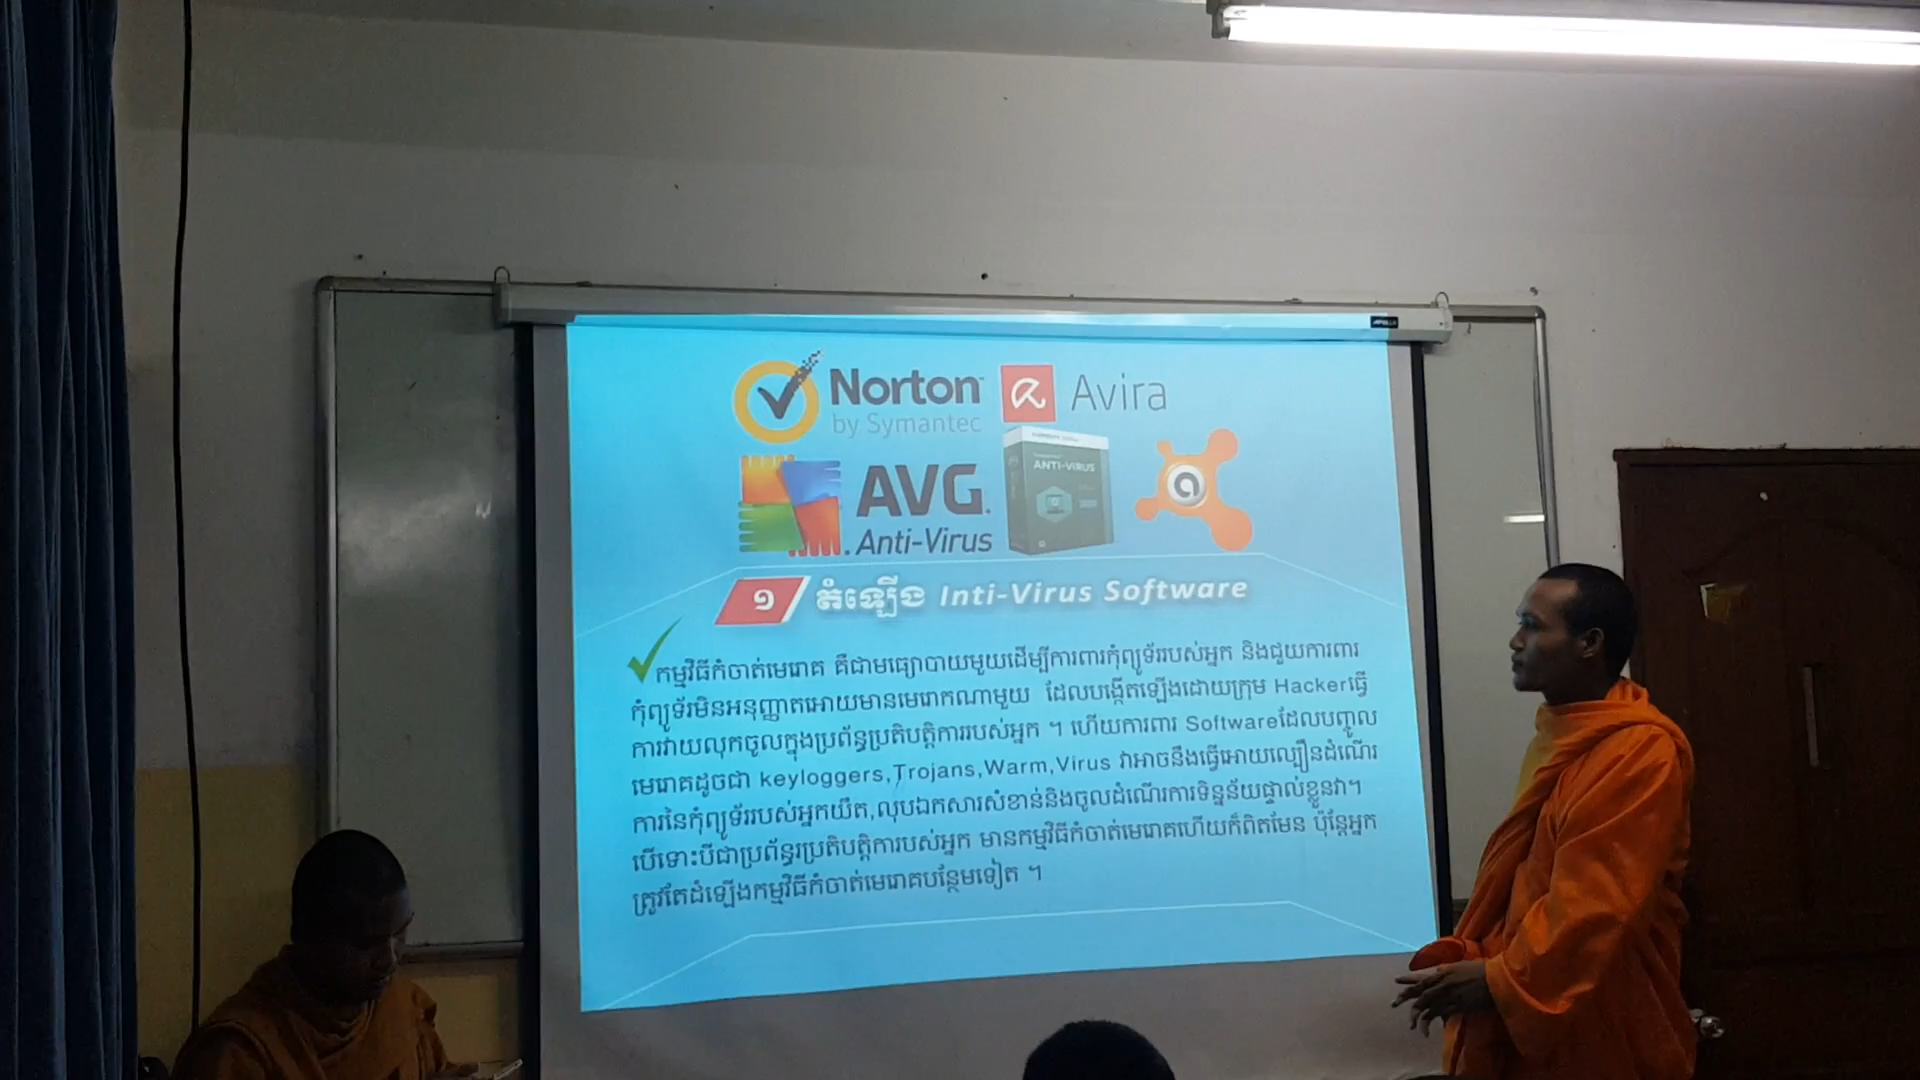 Norton
by Symantec
Avira
AVG
Anti-Virus
ANTI-VIRUS
a
១ តំឡើង Inti-Virus Software
កម្មវិធីកំចាត់មេរោគ គឺជាមធ្យោបាយមួយដើម្បីការពារកុំព្យូទ័ររបស់អ្នក និងជួយការពារ
កុំព្យូទ័រមិនអនុញ្ញាតអោយមានមេរោគណាមួយ ដែលបង្កើតឡើងដោយក្រុម Hackerធ្វើ
ការវាយលុកចូលក្នុងប្រព័ន្ធប្រតិបត្តិការរបស់អ្នក ។ ហើយការពារ Softwareដែលបញ្ចូល
មេរោគដូចជា keyloggers,Trojans,Warm,Virus វាអាចនឹងធ្វើអោយល្បឿនដំណើរ
ការនៃកុំព្យូទ័ររបស់អ្នកយឺត,លុបឯកសារសំខាន់និងចូលដំណើរការទិន្នន័យផ្ទាល់ខ្លួនវា។
បើទោះបីជាប្រព័ន្ធរប្រតិបត្តិការបស់អ្នក មានកម្មវិធីកំចាត់មេរោគហើយក៏ពិតមែន ប៉ុន្តែអ្នក
ត្រូវតែដំឡើងកម្មវិធីកំចាត់មេរោគបន្ថែមទៀត ។